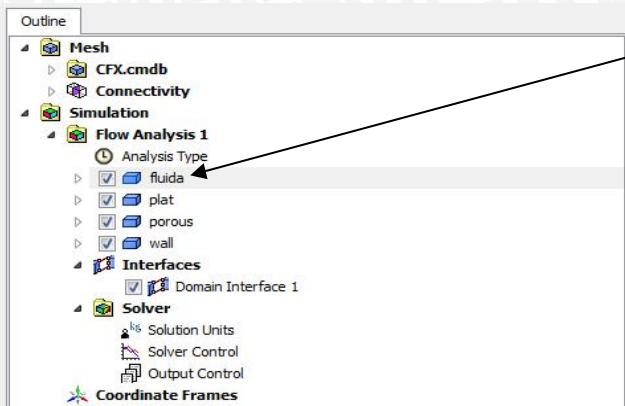 Outline
Mesh
CFX.cmdb
Connectivity
Simulation
Flow Analysis 1
Analysis Type
fluida
plat
porous
wall
Interfaces
Domain Interface 1
Solver
Solution Units
Solver Control
Output Control
Coordinate Frames